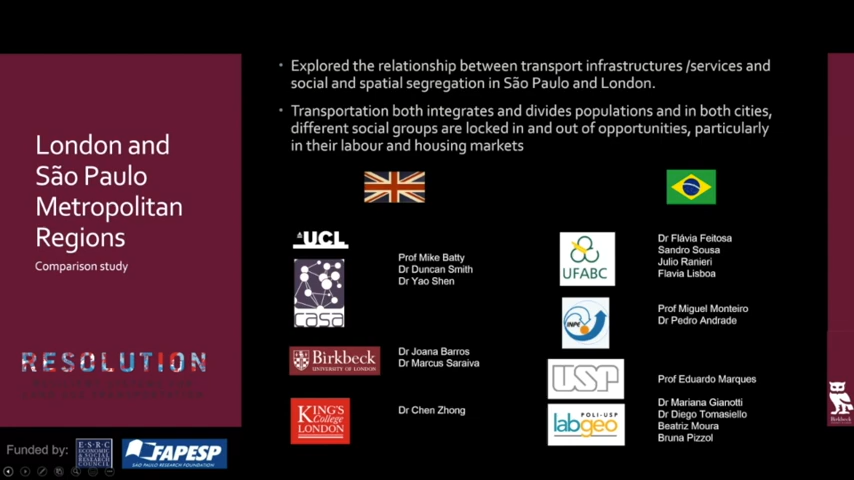 • Explored the relationship between transport infrastructures /services and
social and spatial segregation in São Paulo and London.
• Transportation both integrates and divides populations and in both cities,
different social groups are locked in and out of opportunities, particularly
in their labour and housing markets
London and
São Paulo
Metropolitan
Regions
Comparison study
RESOLUTION
Funded by:
E·S·R·C
ECONOMIC
& SOCIAL
RESEARCH
COUNCIL
FAPESP
SAO PAULO RESEARCH FOUNDATION
UCL
casa
Prof Mike Batty
Dr Duncan Smith
Dr Yao Shen
Birkbeck
UNIVERSITY OF LONDON
Dr Joana Barros
Dr Marcus Saraiva
KING'S
College
LONDON
Dr Chen Zhong
UFABC
Dr Flávia Feitosa
Sandro Sousa
Julio Ranieri
Flavia Lisboa
INPE
Prof Miguel Monteiro
Dr Pedro Andrade
USP
Prof Eduardo Marques
POLI-USP
labgeo
Dr Mariana Gianotti
Dr Diego Tomasiello
Beatriz Moura
Bruna Pizzol
Birkbeck